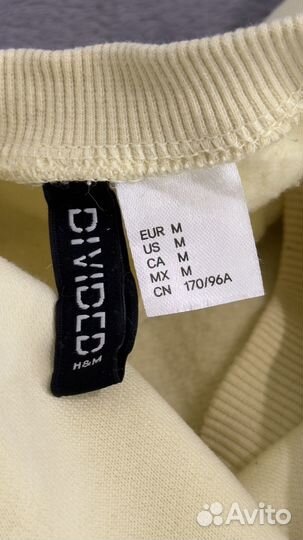 DIVIDED
H&M
EUR M
US M
CA M
MX M
CN 170/96A
Avito